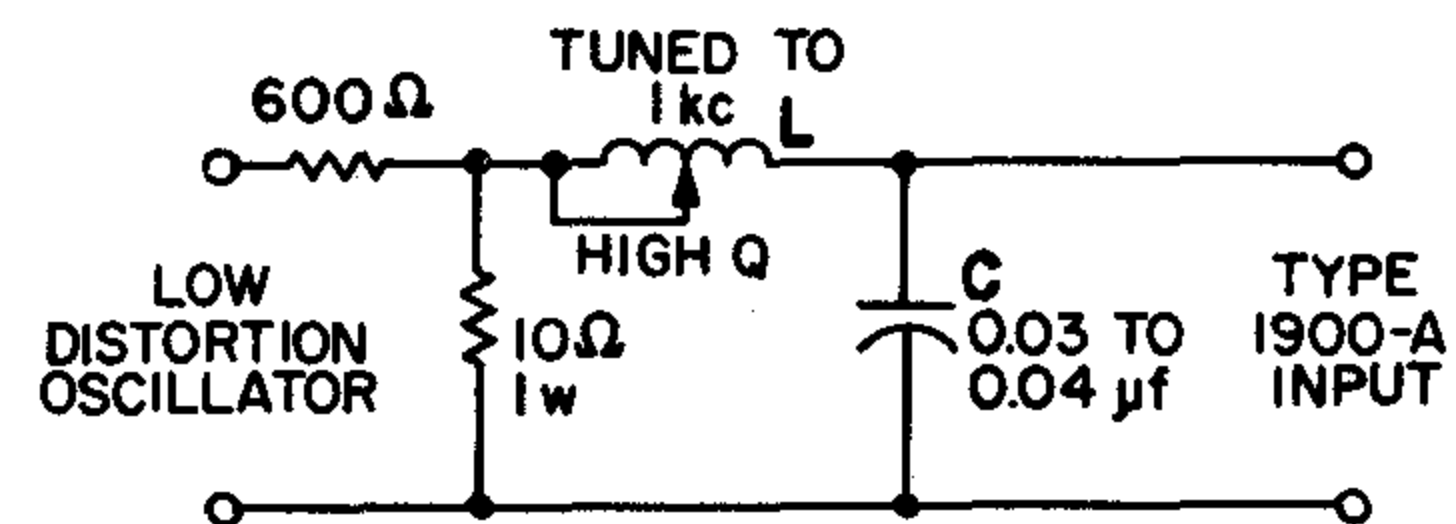 TUNED TO
1 kc
L
600Ω
HIGH Q
LOW
DISTORTION
OSCILLATOR
10Ω
1 w
C
0.03 TO
0.04 µf
TYPE
1900-A
INPUT